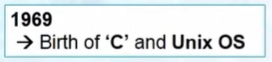 1969
→ Birth of ‘C’ and Unix OS